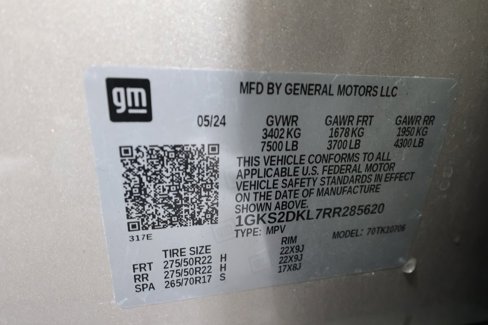 gm
MFD BY GENERAL MOTORS LLC
05/24 GVWR GAWR FRT GAWR RR
3402 KG 1678 KG 1950 KG
7500 LB 3700 LB 4300 LB
THIS VEHICLE CONFORMS TO ALL
APPLICABLE U.S. FEDERAL MOTOR
VEHICLE SAFETY STANDARDS IN EFFECT
ON THE DATE OF MANUFACTURE
SHOWN ABOVE.
1GKS2DKL7RR285620
317E
TYPE: MPV MODEL: 70TK10706
TIRE SIZE RIM
FRT 275/50R22 H 22X9J
RR 275/50R22 H 22X9J
SPA 265/70R17 S 17X8J